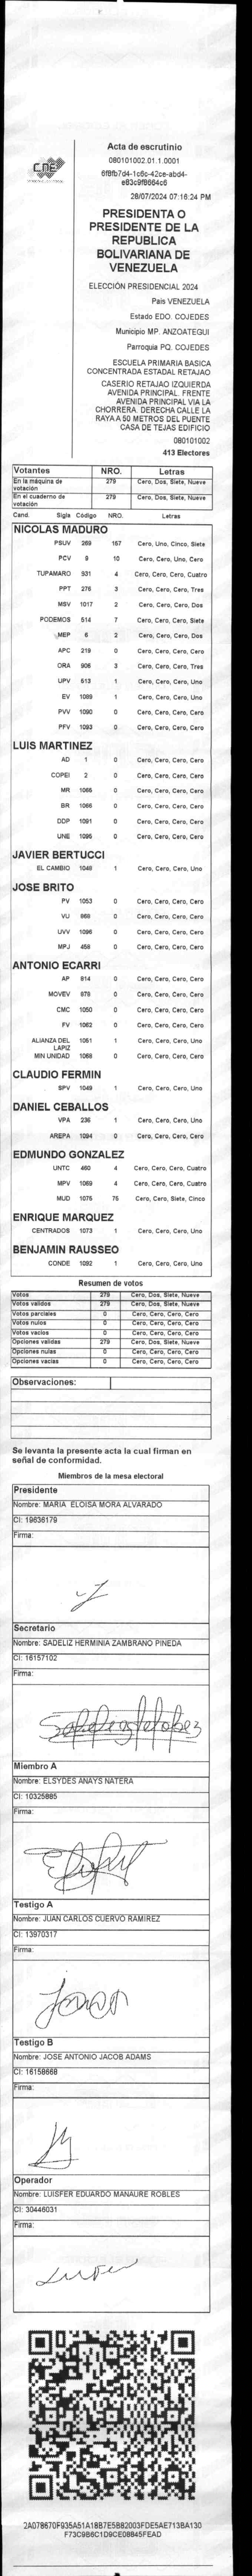 CNE
Acta de escrutinio
080101002.01.1.0001
6f8fb7d4-1c6c-42ce-abd4-
e83c9f8664c6
28/07/2024 07:16:24 PM
PRESIDENTA O
PRESIDENTE DE LA
REPUBLICA
BOLIVARIANA DE
VENEZUELA
ELECCIÓN PRESIDENCIAL 2024
Pais VENEZUELA
Estado EDO. COJEDES
Municipio MP. ANZOATEGUI
Parroquia PQ. COJEDES
ESCUELA PRIMARIA BASICA
CONCENTRADA ESTADAL RETAJAO
CASERIO RETAJAO IZQUIERDA
AVENIDA PRINCIPAL. FRENTE
AVENIDA PRINCIPAL VIA LA
CHORRERA. DERECHA CALLE LA
RAYA A 50 METROS DEL PUENTE
CASA DE TEJAS EDIFICIO
080101002
413 Electores
Votantes NRO. Letras
En la máquina de votación 279 Cero, Dos, Siete, Nueve
En el cuaderno de votación 279 Cero, Dos, Siete, Nueve
Cand. Sigla Código NRO. Letras
NICOLAS MADURO
PSUV 269 157 Cero, Uno, Cinco, Siete
PCV 9 10 Cero, Cero, Uno, Cero
TUPAMARO 931 4 Cero, Cero, Cero, Cuatro
PPT 276 3 Cero, Cero, Cero, Tres
MSV 1017 2 Cero, Cero, Cero, Dos
PODEMOS 514 7 Cero, Cero, Cero, Siete
MEP 6 2 Cero, Cero, Cero, Dos
APC 219 0 Cero, Cero, Cero, Cero
ORA 906 3 Cero, Cero, Cero, Tres
UPV 613 1 Cero, Cero, Cero, Uno
EV 1089 1 Cero, Cero, Cero, Uno
PVV 1090 0 Cero, Cero, Cero, Cero
PFV 1093 0 Cero, Cero, Cero, Cero
LUIS MARTINEZ
AD 1 0 Cero, Cero, Cero, Cero
COPEI 2 0 Cero, Cero, Cero, Cero
MR 1065 0 Cero, Cero, Cero, Cero
BR 1066 0 Cero, Cero, Cero, Cero
DDP 1091 0 Cero, Cero, Cero, Cero
UNE 1095 0 Cero, Cero, Cero, Cero
JAVIER BERTUCCI
EL CAMBIO 1048 1 Cero, Cero, Cero, Uno
JOSE BRITO
PV 1053 0 Cero, Cero, Cero, Cero
VU 868 0 Cero, Cero, Cero, Cero
UVV 1096 0 Cero, Cero, Cero, Cero
MPJ 458 0 Cero, Cero, Cero, Cero
ANTONIO ECARRI
AP 814 0 Cero, Cero, Cero, Cero
MOVEV 878 0 Cero, Cero, Cero, Cero
CMC 1050 0 Cero, Cero, Cero, Cero
FV 1062 0 Cero, Cero, Cero, Cero
ALIANZA DEL LAPIZ 1051 1 Cero, Cero, Cero, Uno
MIN UNIDAD 1068 0 Cero, Cero, Cero, Cero
CLAUDIO FERMIN
SPV 1049 1 Cero, Cero, Cero, Uno
DANIEL CEBALLOS
VPA 236 1 Cero, Cero, Cero, Uno
AREPA 1094 0 Cero, Cero, Cero, Cero
EDMUNDO GONZALEZ
UNTC 460 4 Cero, Cero, Cero, Cuatro
MPV 1069 4 Cero, Cero, Cero, Cuatro
MUD 1075 75 Cero, Cero, Siete, Cinco
ENRIQUE MARQUEZ
CENTRADOS 1073 1 Cero, Cero, Cero, Uno
BENJAMIN RAUSSEO
CONDE 1092 1 Cero, Cero, Cero, Uno
Resumen de votos
Votos 279 Cero, Dos, Siete, Nueve
Votos validos 279 Cero, Dos, Siete, Nueve
Votos parciales 0 Cero, Cero, Cero, Cero
Votos nulos 0 Cero, Cero, Cero, Cero
Votos vacíos 0 Cero, Cero, Cero, Cero
Opciones validas 279 Cero, Dos, Siete, Nueve
Opciones nulas 0 Cero, Cero, Cero, Cero
Opciones vacias 0 Cero, Cero, Cero, Cero
Observaciones:
Se levanta la presente acta la cual firman en
señal de conformidad.
Miembros de la mesa electoral
Presidente
Nombre: MARIA ELOISA MORA ALVARADO
CI: 19636179
Firma:
Secretario
Nombre: SADELIZ HERMINIA ZAMBRANO PINEDA
CI: 16157102
Firma:
Miembro A
Nombre: ELSYDES ANAYS NATERA
CI: 10325885
Firma:
Testigo A
Nombre: JUAN CARLOS CUERVO RAMIREZ
CI: 13970317
Firma:
Testigo B
Nombre: JOSE ANTONIO JACOB ADAMS
CI: 16158668
Firma:
Operador
Nombre: LUISFER EDUARDO MANAURE ROBLES
CI: 30446031
Firma:
2A078670F935A51A18B7E5B82003FDE5AE713BA130
F73C9B6C1D9CE08845FEAD